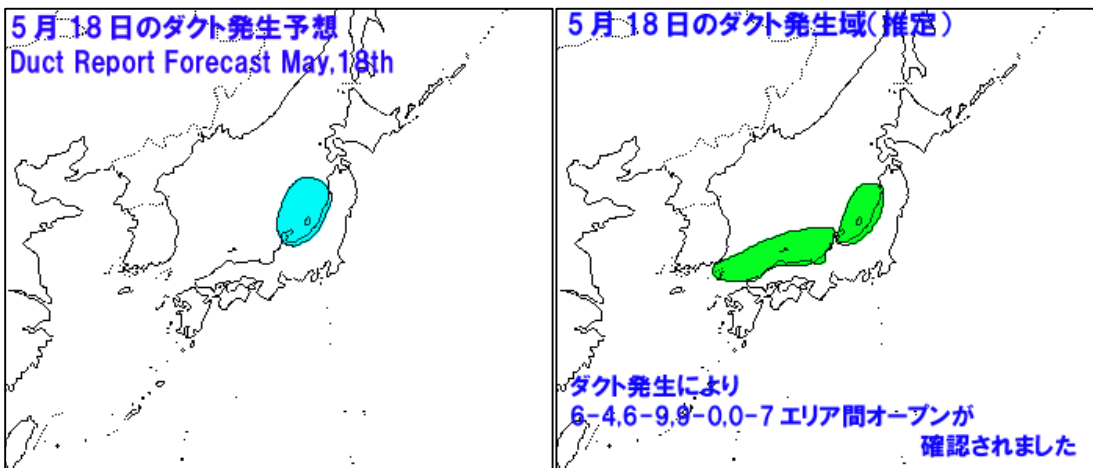 5月18日のダクト発生予想
Duct Report Forecast May,18th
5月18日のダクト発生域(推定)
ダクト発生により
6-4,6-9,9-0,0-7エリア間オープンが
確認されました